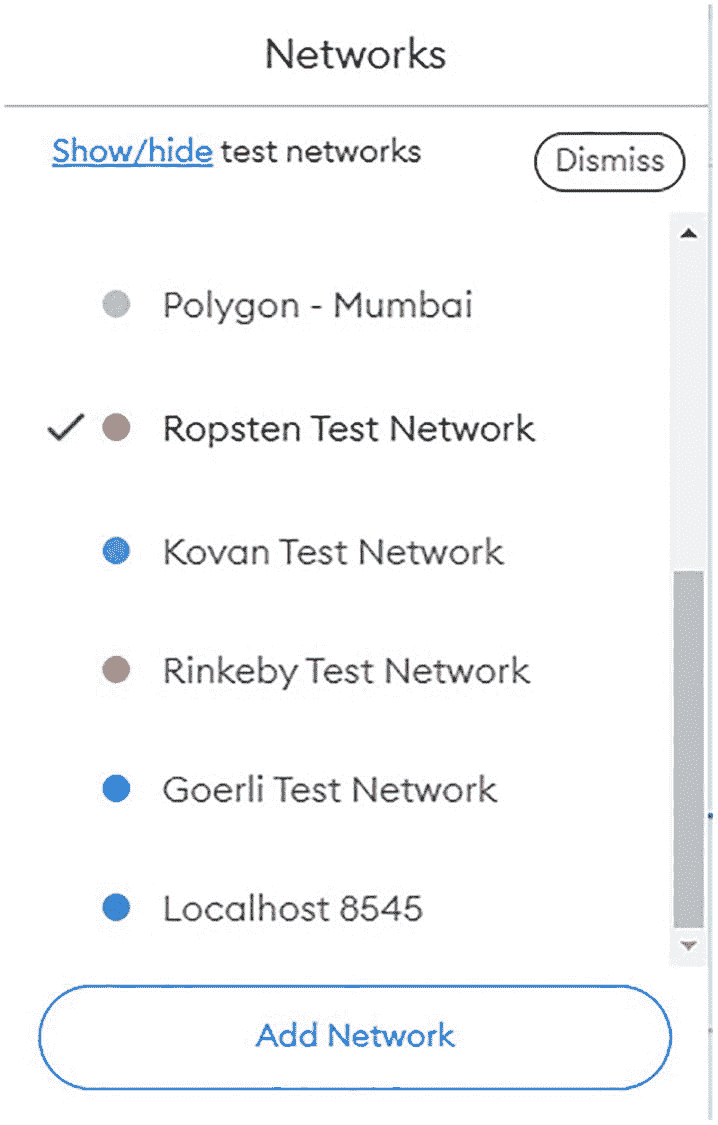 Networks
Show/hide test networks
Dismiss
Polygon - Mumbai
Ropsten Test Network
Kovan Test Network
Rinkeby Test Network
Goerli Test Network
Localhost 8545
Add Network